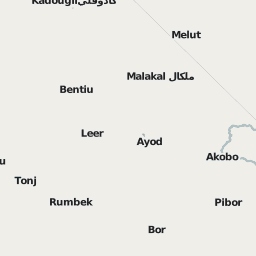 Kadougli كادوقلي
Melut
Malakal ملكال
Bentiu
Leer
Ayod
Akobo
u
Tonj
Rumbek
Pibor
Bor